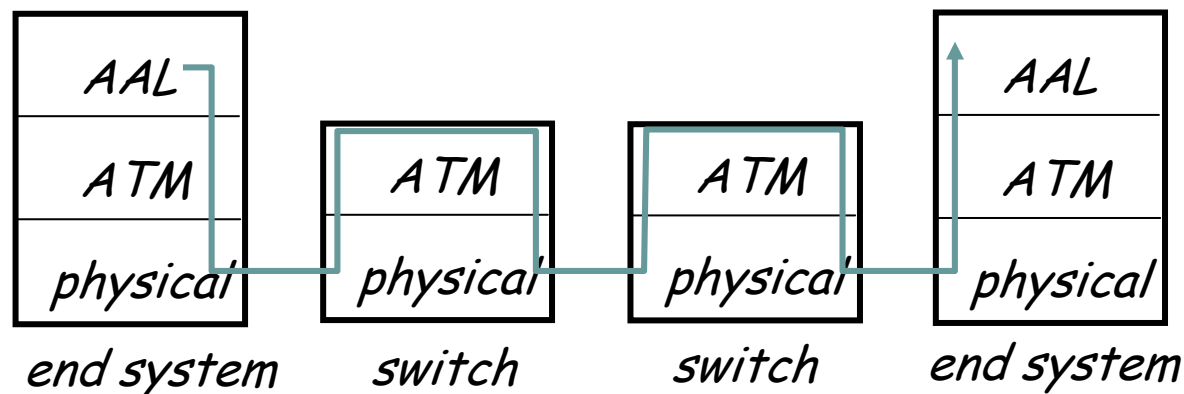 AAL
ATM
physical
end system
ATM
physical
switch
ATM
physical
switch
AAL
ATM
physical
end system